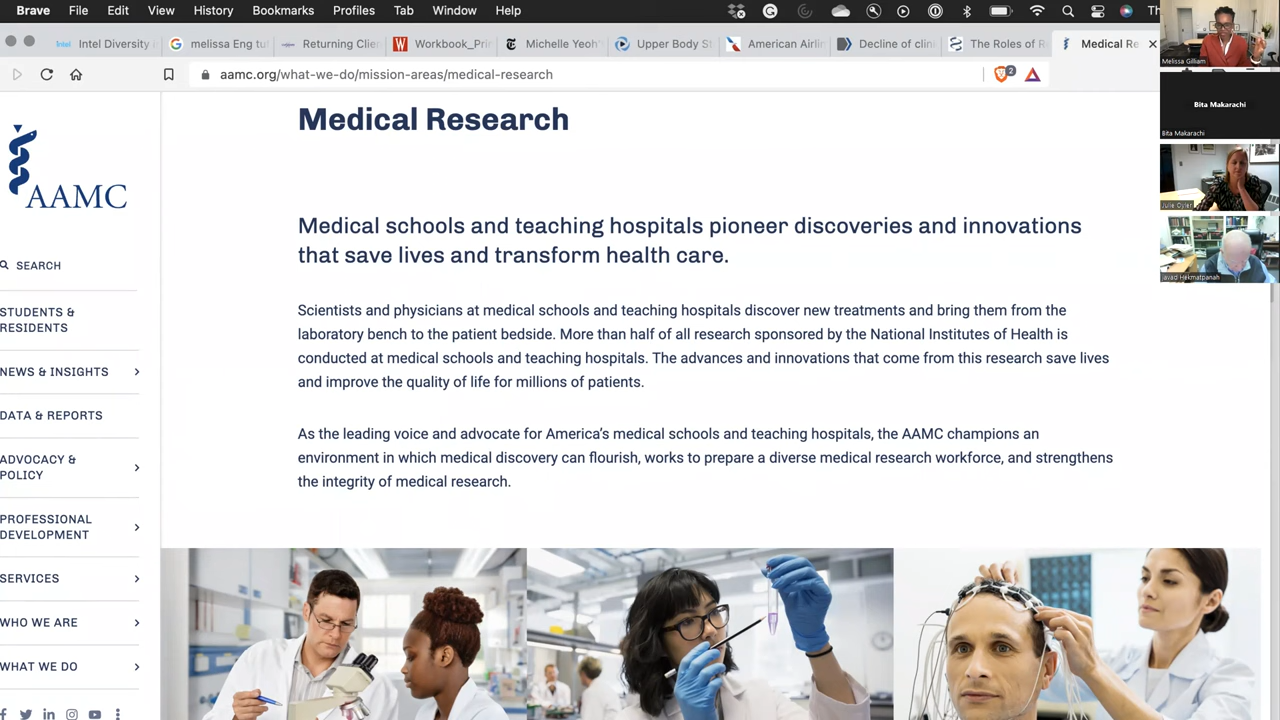 Brave File Edit View History Bookmarks Profiles Tab Window Help
Intel Diversity
melissa Eng tu
Returning Clie
Workbook_Pri
Michelle Yeoh'
Upper Body S
American Airli
Decline of clin
The Roles of R
Medical Re
aamc.org/what-we-do/mission-areas/medical-research
2
Melissa Gilliam
Bita Makarachi
Bita Makarachi
Javad Hekmatpanah
AAMC
SEARCH
STUDENTS &
RESIDENTS
NEWS & INSIGHTS
DATA & REPORTS
ADVOCACY &
POLICY
PROFESSIONAL
DEVELOPMENT
SERVICES
WHO WE ARE
WHAT WE DO
Medical Research
Medical schools and teaching hospitals pioneer discoveries and innovations
that save lives and transform health care.
Scientists and physicians at medical schools and teaching hospitals discover new treatments and bring them from the
laboratory bench to the patient bedside. More than half of all research sponsored by the National Institutes of Health is
conducted at medical schools and teaching hospitals. The advances and innovations that come from this research save lives
and improve the quality of life for millions of patients.
As the leading voice and advocate for America's medical schools and teaching hospitals, the AAMC champions an
environment in which medical discovery can flourish, works to prepare a diverse medical research workforce, and strengthens
the integrity of medical research.